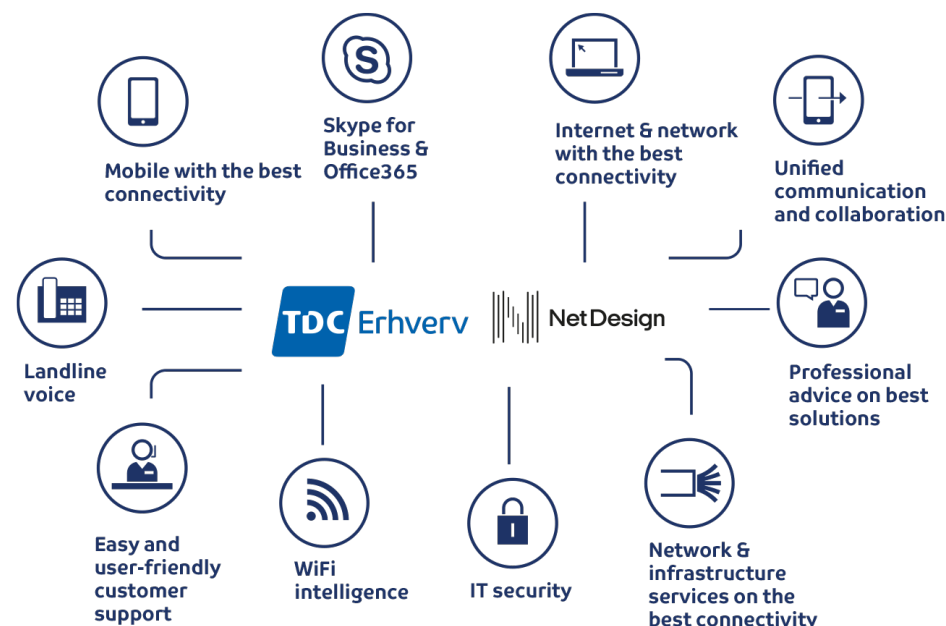 Mobile with the best
connectivity
S
Skype for
Business &
Office365
Internet & network
with the best
connectivity
Unified
communication
and collaboration
Landline
voice
TDC Erhverv
NetDesign
Professional
advice on best
solutions
Easy and
user-friendly
customer
support
WiFi
intelligence
IT security
Network &
infrastructure
services on the
best connectivity